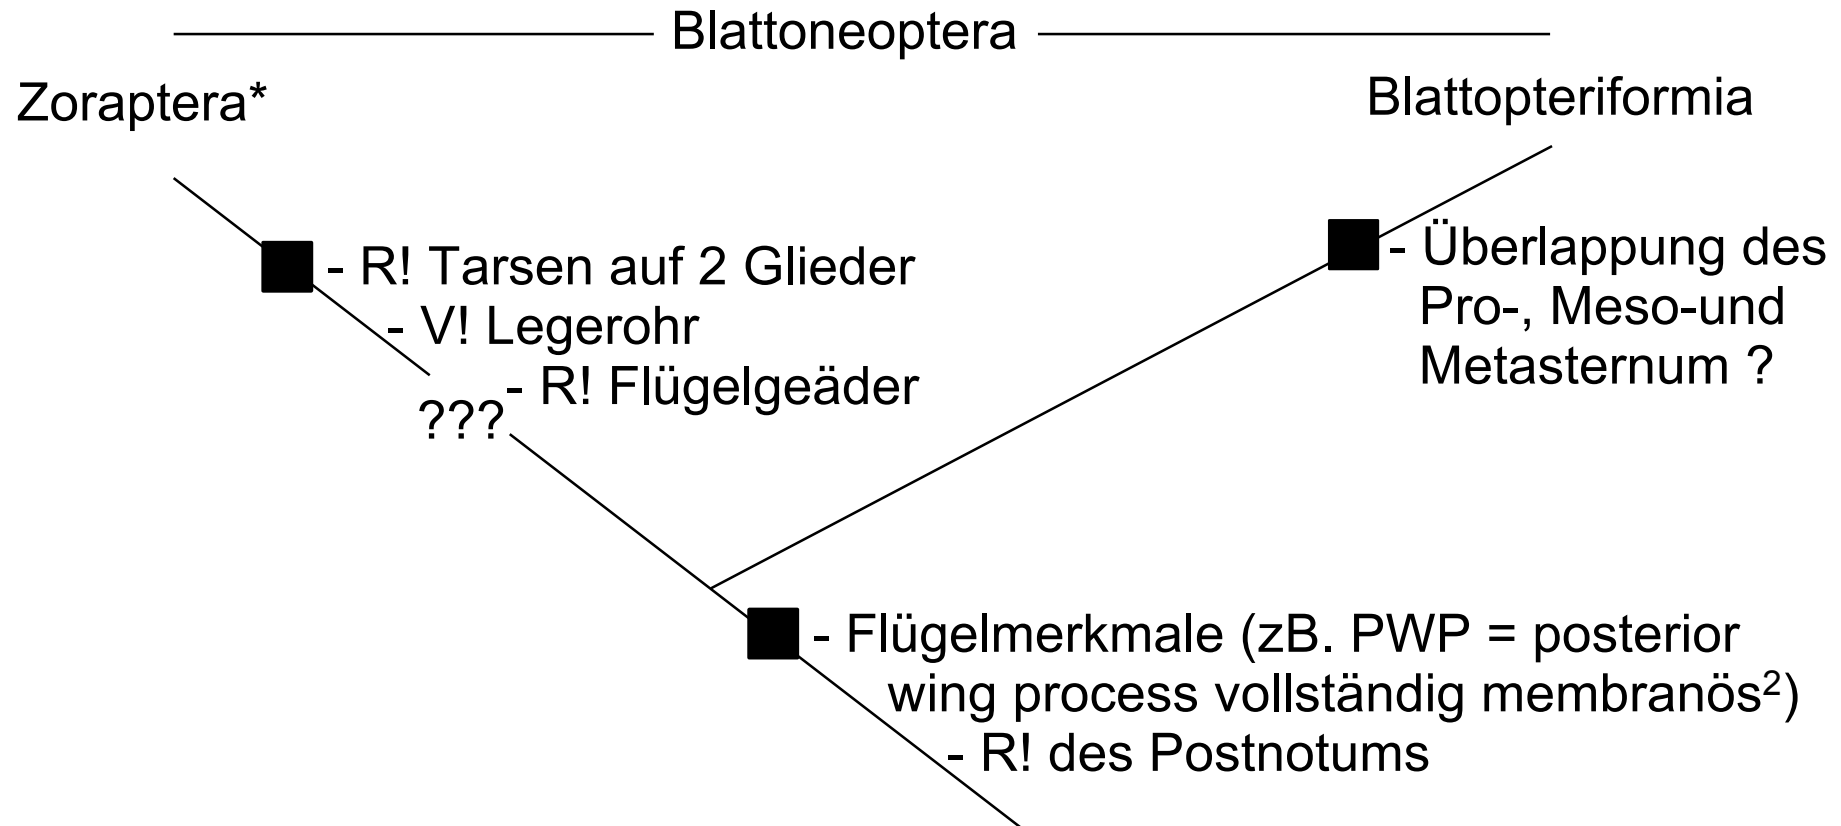 Blattoneoptera
Zoraptera*
Blattopteriformia
- R! Tarsen auf 2 Glieder
- V! Legerohr
- R! Flügelgeäder
???
- Überlappung des
Pro-, Meso-und
Metasternum ?
- Flügelmerkmale (zB. PWP = posterior
wing process vollständig membranös²)
- R! des Postnotums